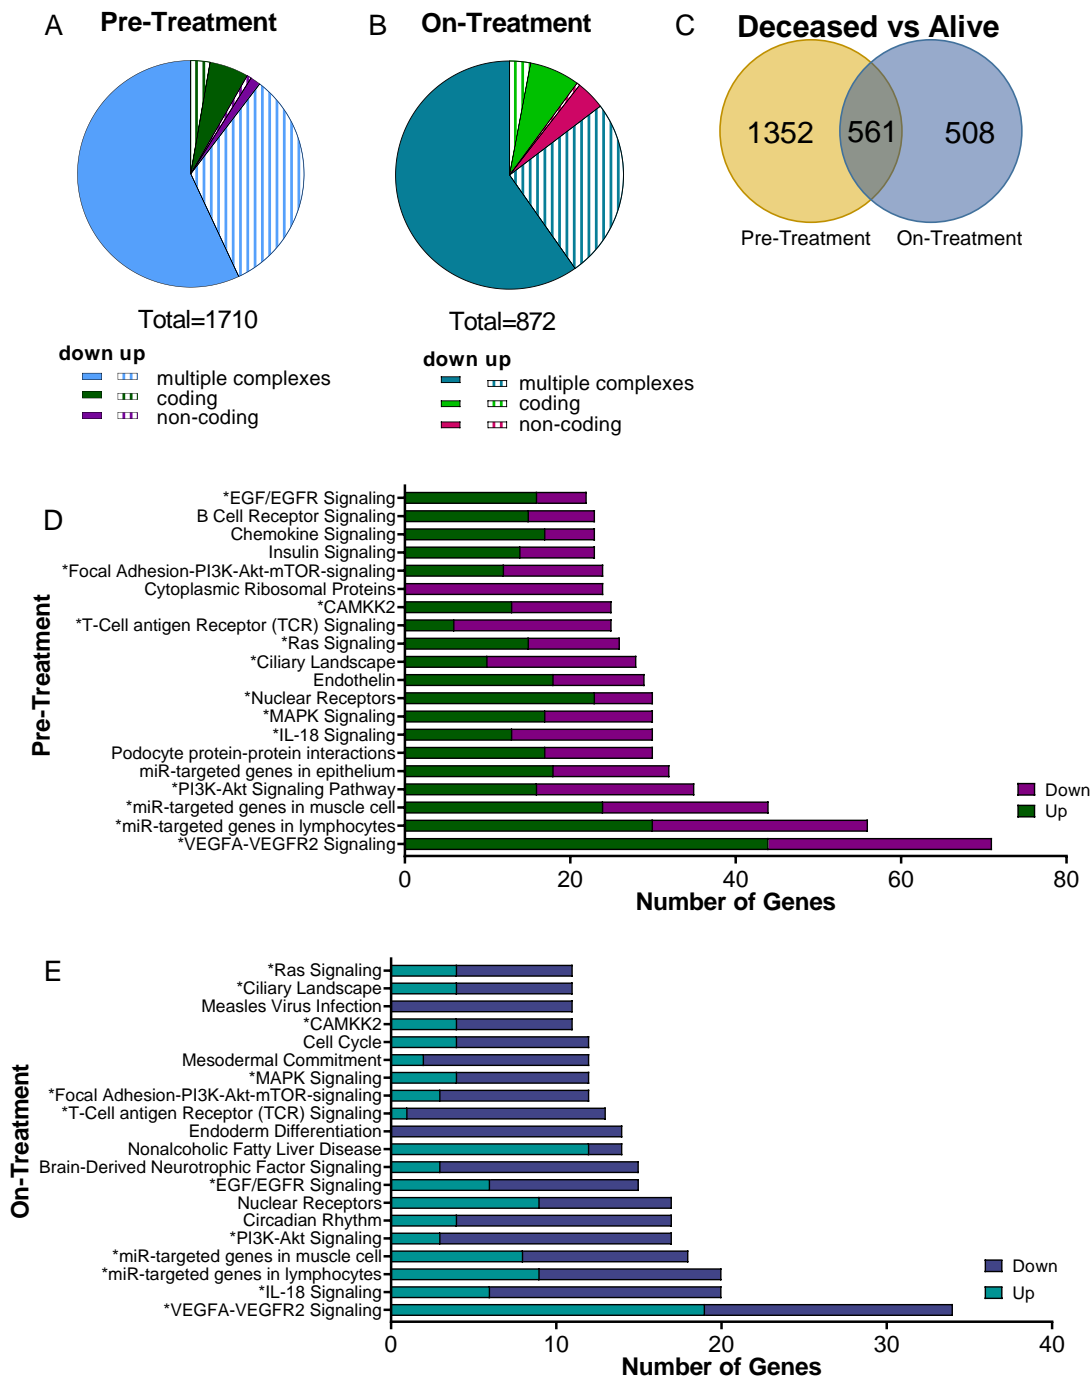 A
Pre-Treatment
Total=1710
down up
multiple complexes
coding
non-coding
B
On-Treatment
Total=872
down up
multiple complexes
coding
non-coding
C
Deceased vs Alive
1352
561
508
Pre-Treatment
On-Treatment
D
Pre-Treatment
*EGF/EGFR Signaling
B Cell Receptor Signaling
Chemokine Signaling
Insulin Signaling
*Focal Adhesion-PI3K-Akt-mTOR-signaling
Cytoplasmic Ribosomal Proteins
*CAMKK2
*T-Cell antigen Receptor (TCR) Signaling
*Ras Signaling
*Ciliary Landscape
Endothelin
*Nuclear Receptors
*MAPK Signaling
*IL-18 Signaling
Podocyte protein-protein interactions
miR-targeted genes in epithelium
*PI3K-Akt Signaling Pathway
*miR-targeted genes in muscle cell
*miR-targeted genes in lymphocytes
*VEGFA-VEGFR2 Signaling
Down
Up
0 20 40 60 80
Number of Genes
E
On-Treatment
*Ras Signaling
*Ciliary Landscape
Measles Virus Infection
*CAMKK2
Cell Cycle
Mesodermal Commitment
*MAPK Signaling
*Focal Adhesion-PI3K-Akt-mTOR-signaling
*T-Cell antigen Receptor (TCR) Signaling
Endoderm Differentiation
Nonalcoholic Fatty Liver Disease
Brain-Derived Neurotrophic Factor Signaling
*EGF/EGFR Signaling
Nuclear Receptors
Circadian Rhythm
*PI3K-Akt Signaling
*miR-targeted genes in muscle cell
*miR-targeted genes in lymphocytes
*IL-18 Signaling
*VEGFA-VEGFR2 Signaling
Down
Up
0 10 20 30 40
Number of Genes